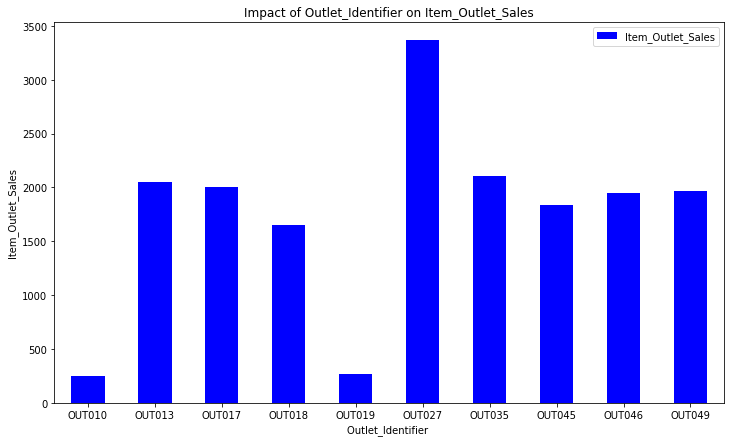 Impact of Outlet_Identifier on Item_Outlet_Sales
Item_Outlet_Sales
3500
3000
2500
2000
1500
1000
500
0
Item_Outlet_Sales
OUT010 OUT013 OUT017 OUT018 OUT019 OUT027 OUT035 OUT045 OUT046 OUT049
Outlet_Identifier